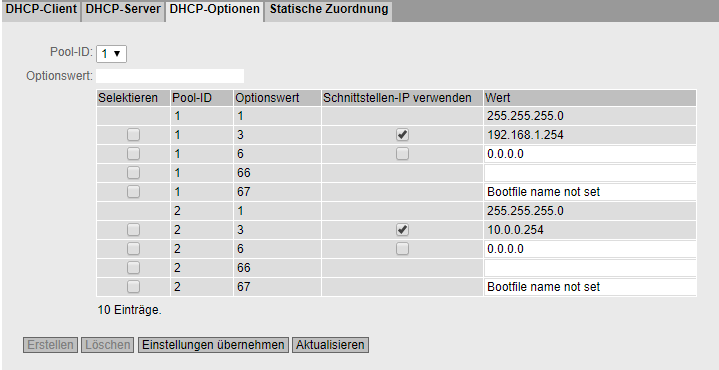 DHCP-Client DHCP-Server DHCP-Optionen Statische Zuordnung
Pool-ID: 1
Optionswert:
Selektieren Pool-ID Optionswert Schnittstellen-IP verwenden Wert
1 1 255.255.255.0
1 3 192.168.1.254
1 6 0.0.0.0
1 66
1 67 Bootfile name not set
2 1 255.255.255.0
2 3 10.0.0.254
2 6 0.0.0.0
2 66
2 67 Bootfile name not set
10 Einträge.
Erstellen Löschen Einstellungen übernehmen Aktualisieren